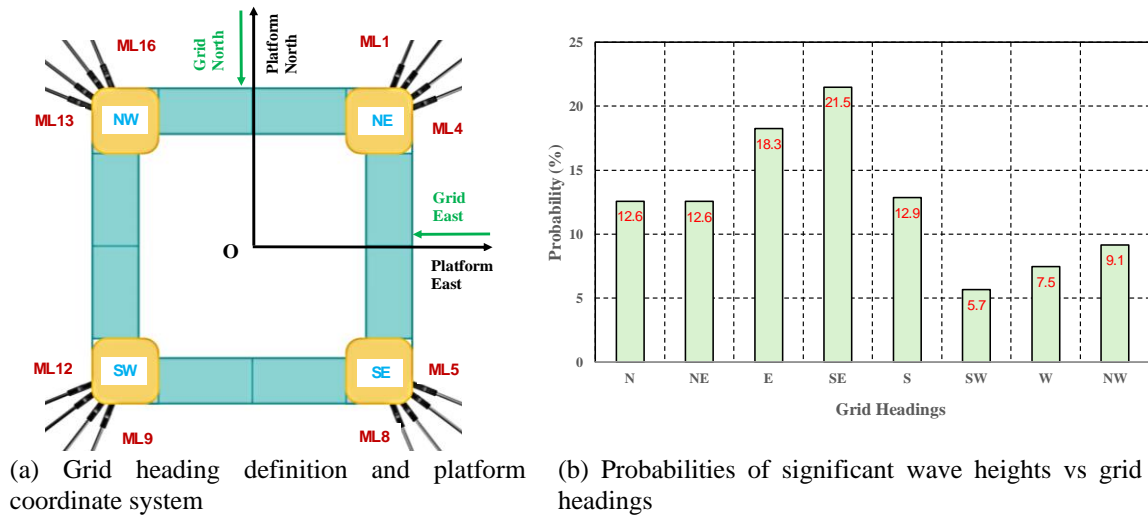 ML16
ML1
Grid
North
Platform
North
ML13
NW
NE
ML4
Grid
East
O
Platform
East
ML12
SW
SE
ML5
ML9
ML8
(a) Grid heading definition and platform
coordinate system
25
20
15
10
5
0
Probability (%)
12.6
12.6
18.3
21.5
12.9
5.7
7.5
9.1
N
NE
E
SE
S
SW
W
NW
Grid Headings
(b) Probabilities of significant wave heights vs grid
headings